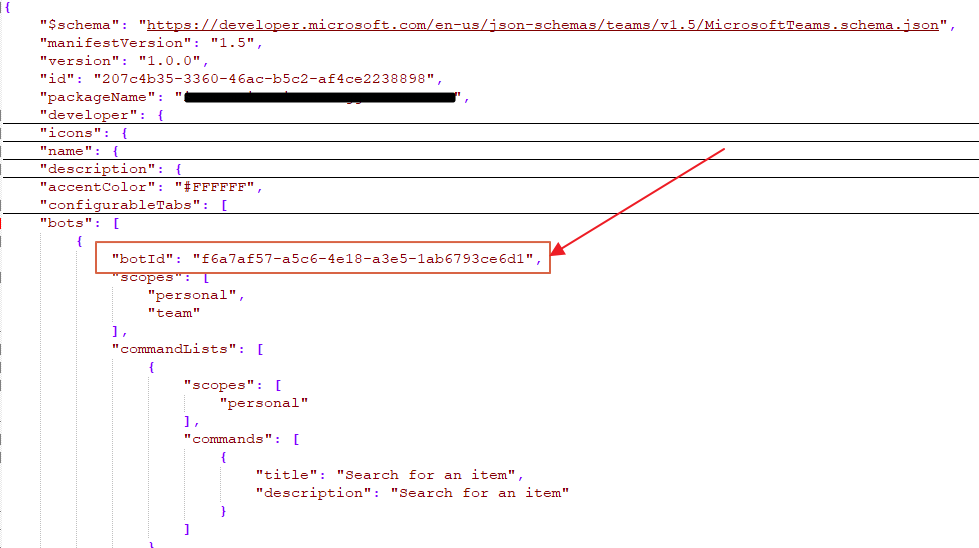 {
"$schema": "https://developer.microsoft.com/en-us/json-schemas/teams/v1.5/MicrosoftTeams.schema.json",
"manifestVersion": "1.5",
"version": "1.0.0",
"id": "207c4b35-3360-46ac-b5c2-af4ce2238898",
"packageName": "",
"developer": {
"icons": {
"name": {
"description": {
"accentColor": "#FFFFFF",
"configurableTabs": [
"bots": [
{
"botId": "f6a7af57-a5c6-4e18-a3e5-1ab6793ce6d1",
"scopes": [
"personal",
"team"
],
"commandLists": [
{
"scopes": [
"personal"
],
"commands": [
{
"title": "Search for an item",
"description": "Search for an item"
}
]
}